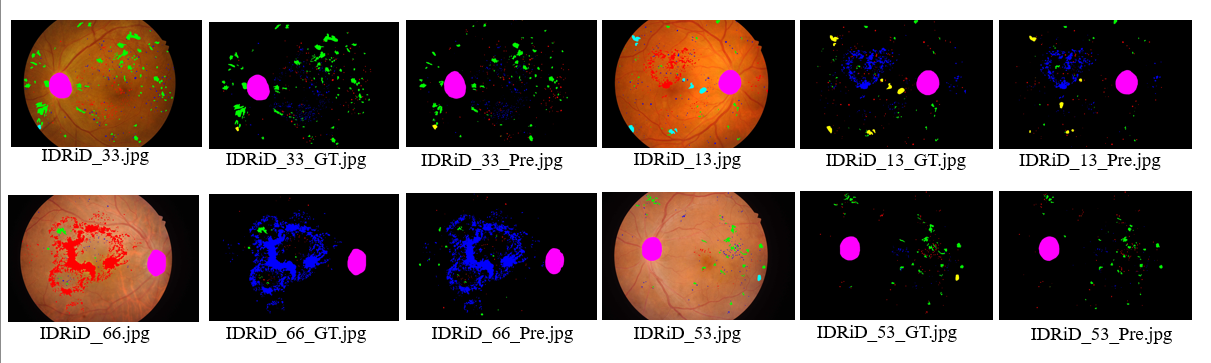 IDRiD_33.jpg
IDRiD_33_GT.jpg
IDRiD_33_Pre.jpg
IDRiD_13.jpg
IDRiD_13_GT.jpg
IDRiD_13_Pre.jpg
IDRiD_66.jpg
IDRiD_66_GT.jpg
IDRiD_66_Pre.jpg
IDRiD_53.jpg
IDRiD_53_GT.jpg
IDRiD_53_Pre.jpg